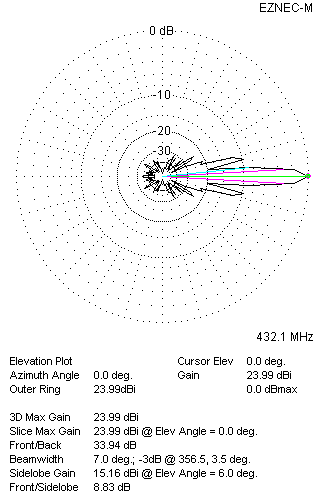 EZNEC-M
0 dB
-10
-20
-30
432.1 MHz
Elevation Plot Cursor Elev 0.0 deg.
Azimuth Angle 0.0 deg. Gain 23.99 dBi
Outer Ring 23.99dBi 0.0 dBmax
3D Max Gain 23.99 dBi
Slice Max Gain 23.99 dBi @ Elev Angle = 0.0 deg.
Front/Back 33.94 dB
Beamwidth 7.0 deg.; -3dB @ 356.5, 3.5 deg.
Sidelobe Gain 15.16 dBi @ Elev Angle = 6.0 deg.
Front/Sidelobe 8.83 dB